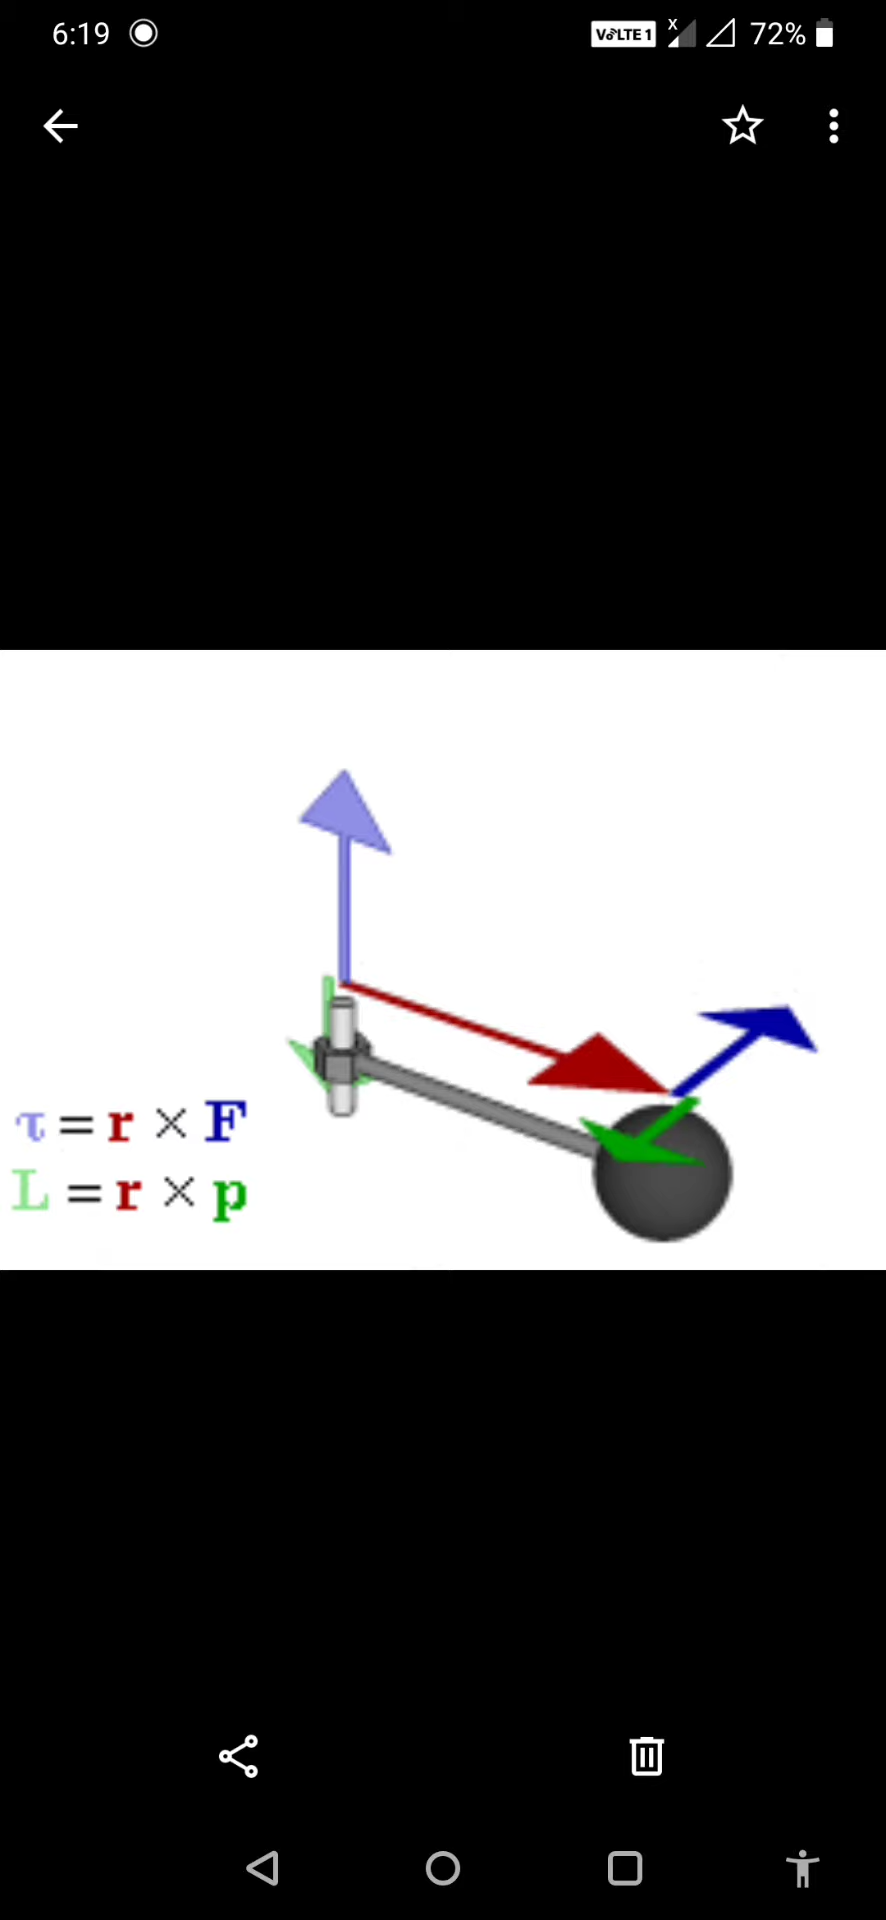 6:19 VoLTE 1 x 72%
τ = r × F
L = r × p